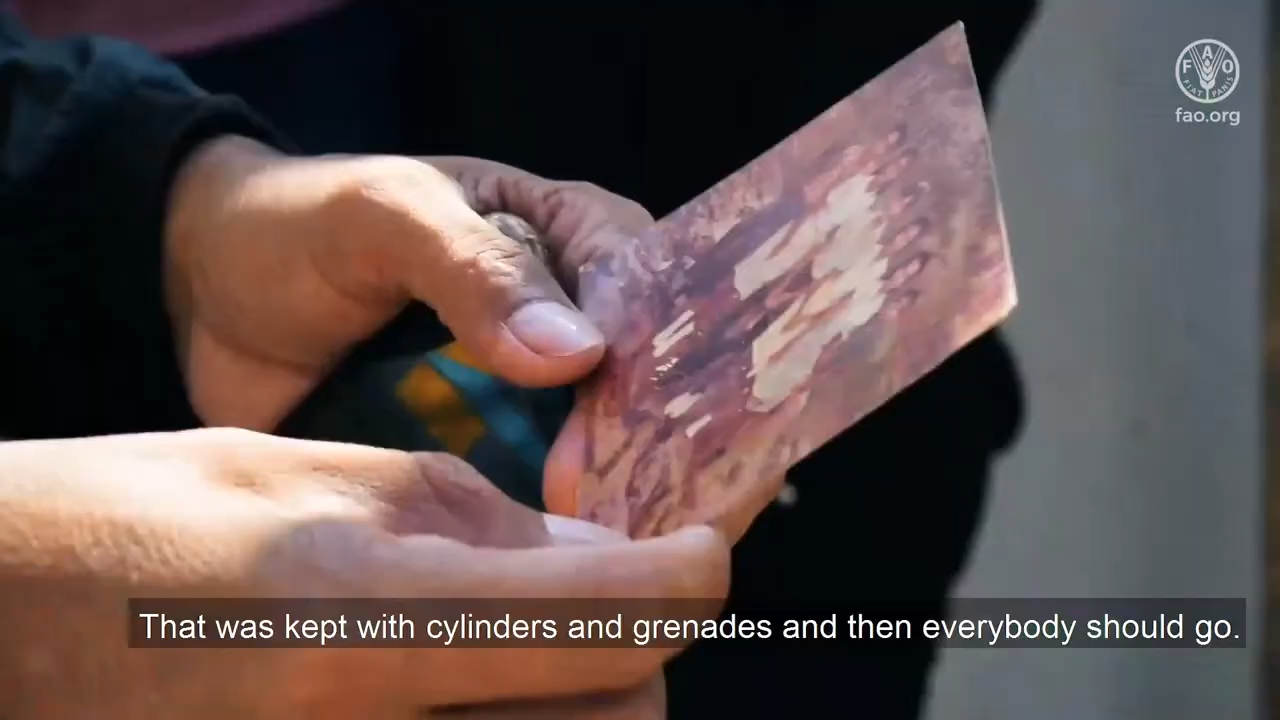 F A O
FIAT PANIS
fao.org
That was kept with cylinders and grenades and then everybody should go.